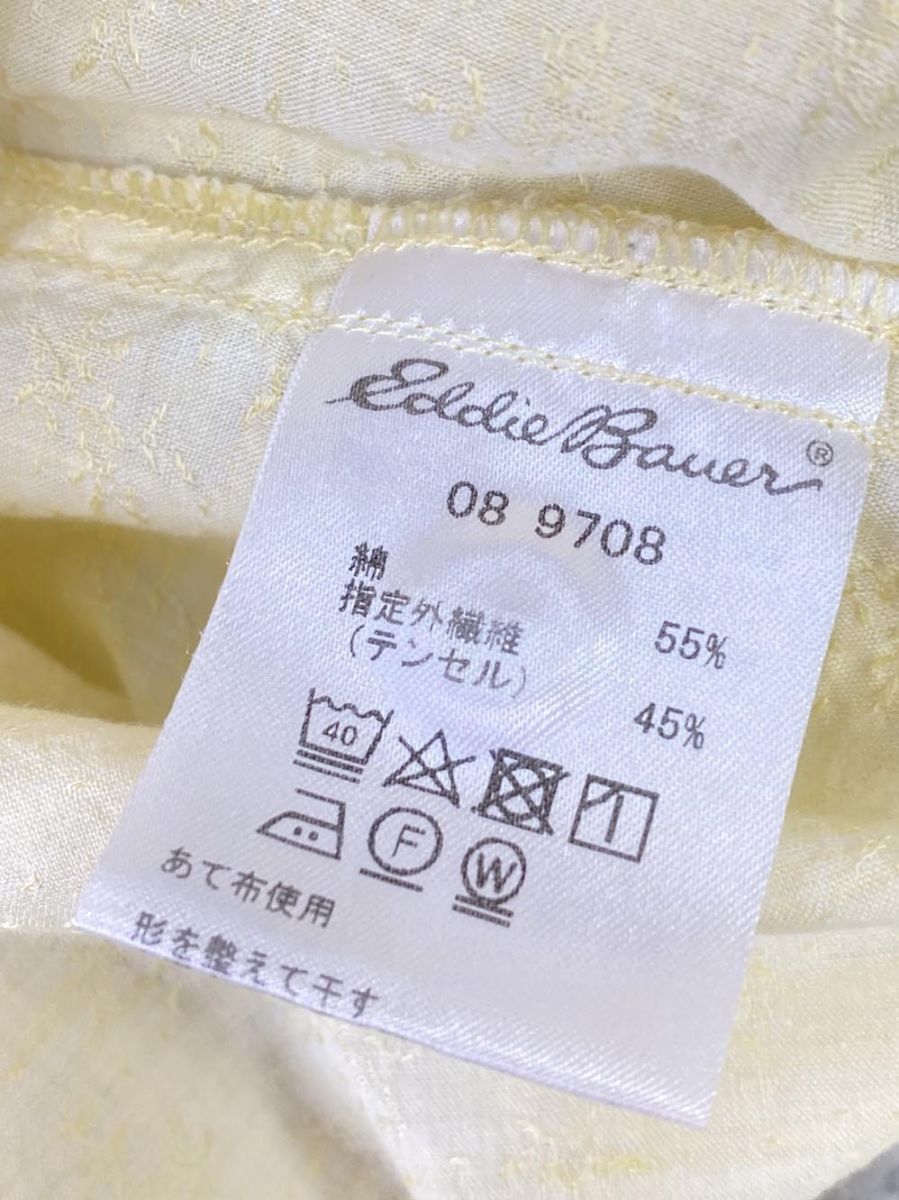 Eddie Bauer®
08 9708
綿 55%
指定外繊維
(テンセル) 45%
40
F
W
あて布使用
形を整えて干す